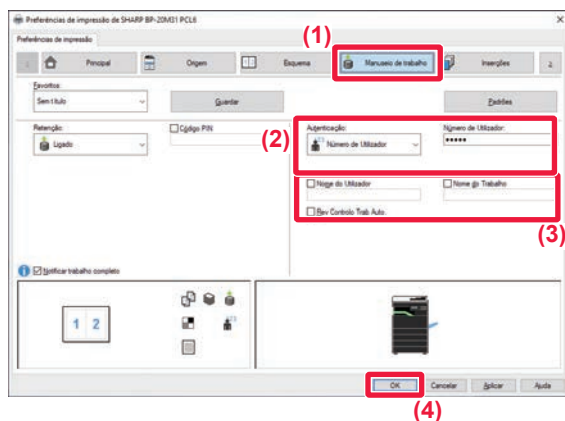 Preferências de impressão de SHARP BP-20M31 PCL6
Preferências de impressão
(1)
Principal
Origem
Esquema
Manuseio de trabalho
Inserções
Favoritos:
Sem título
Guardar
Padrões
Retenção:
Ligado
Código PIN
(2)
Autenticação:
Número de Utilizador
Número de Utilizador:
•••••
Nome do Utilizador
Nome do Trabalho
Rev Controlo Trab Auto.
(3)
Notificar trabalho completo
1 2
OK
Cancelar
Aplicar
Ajuda
(4)